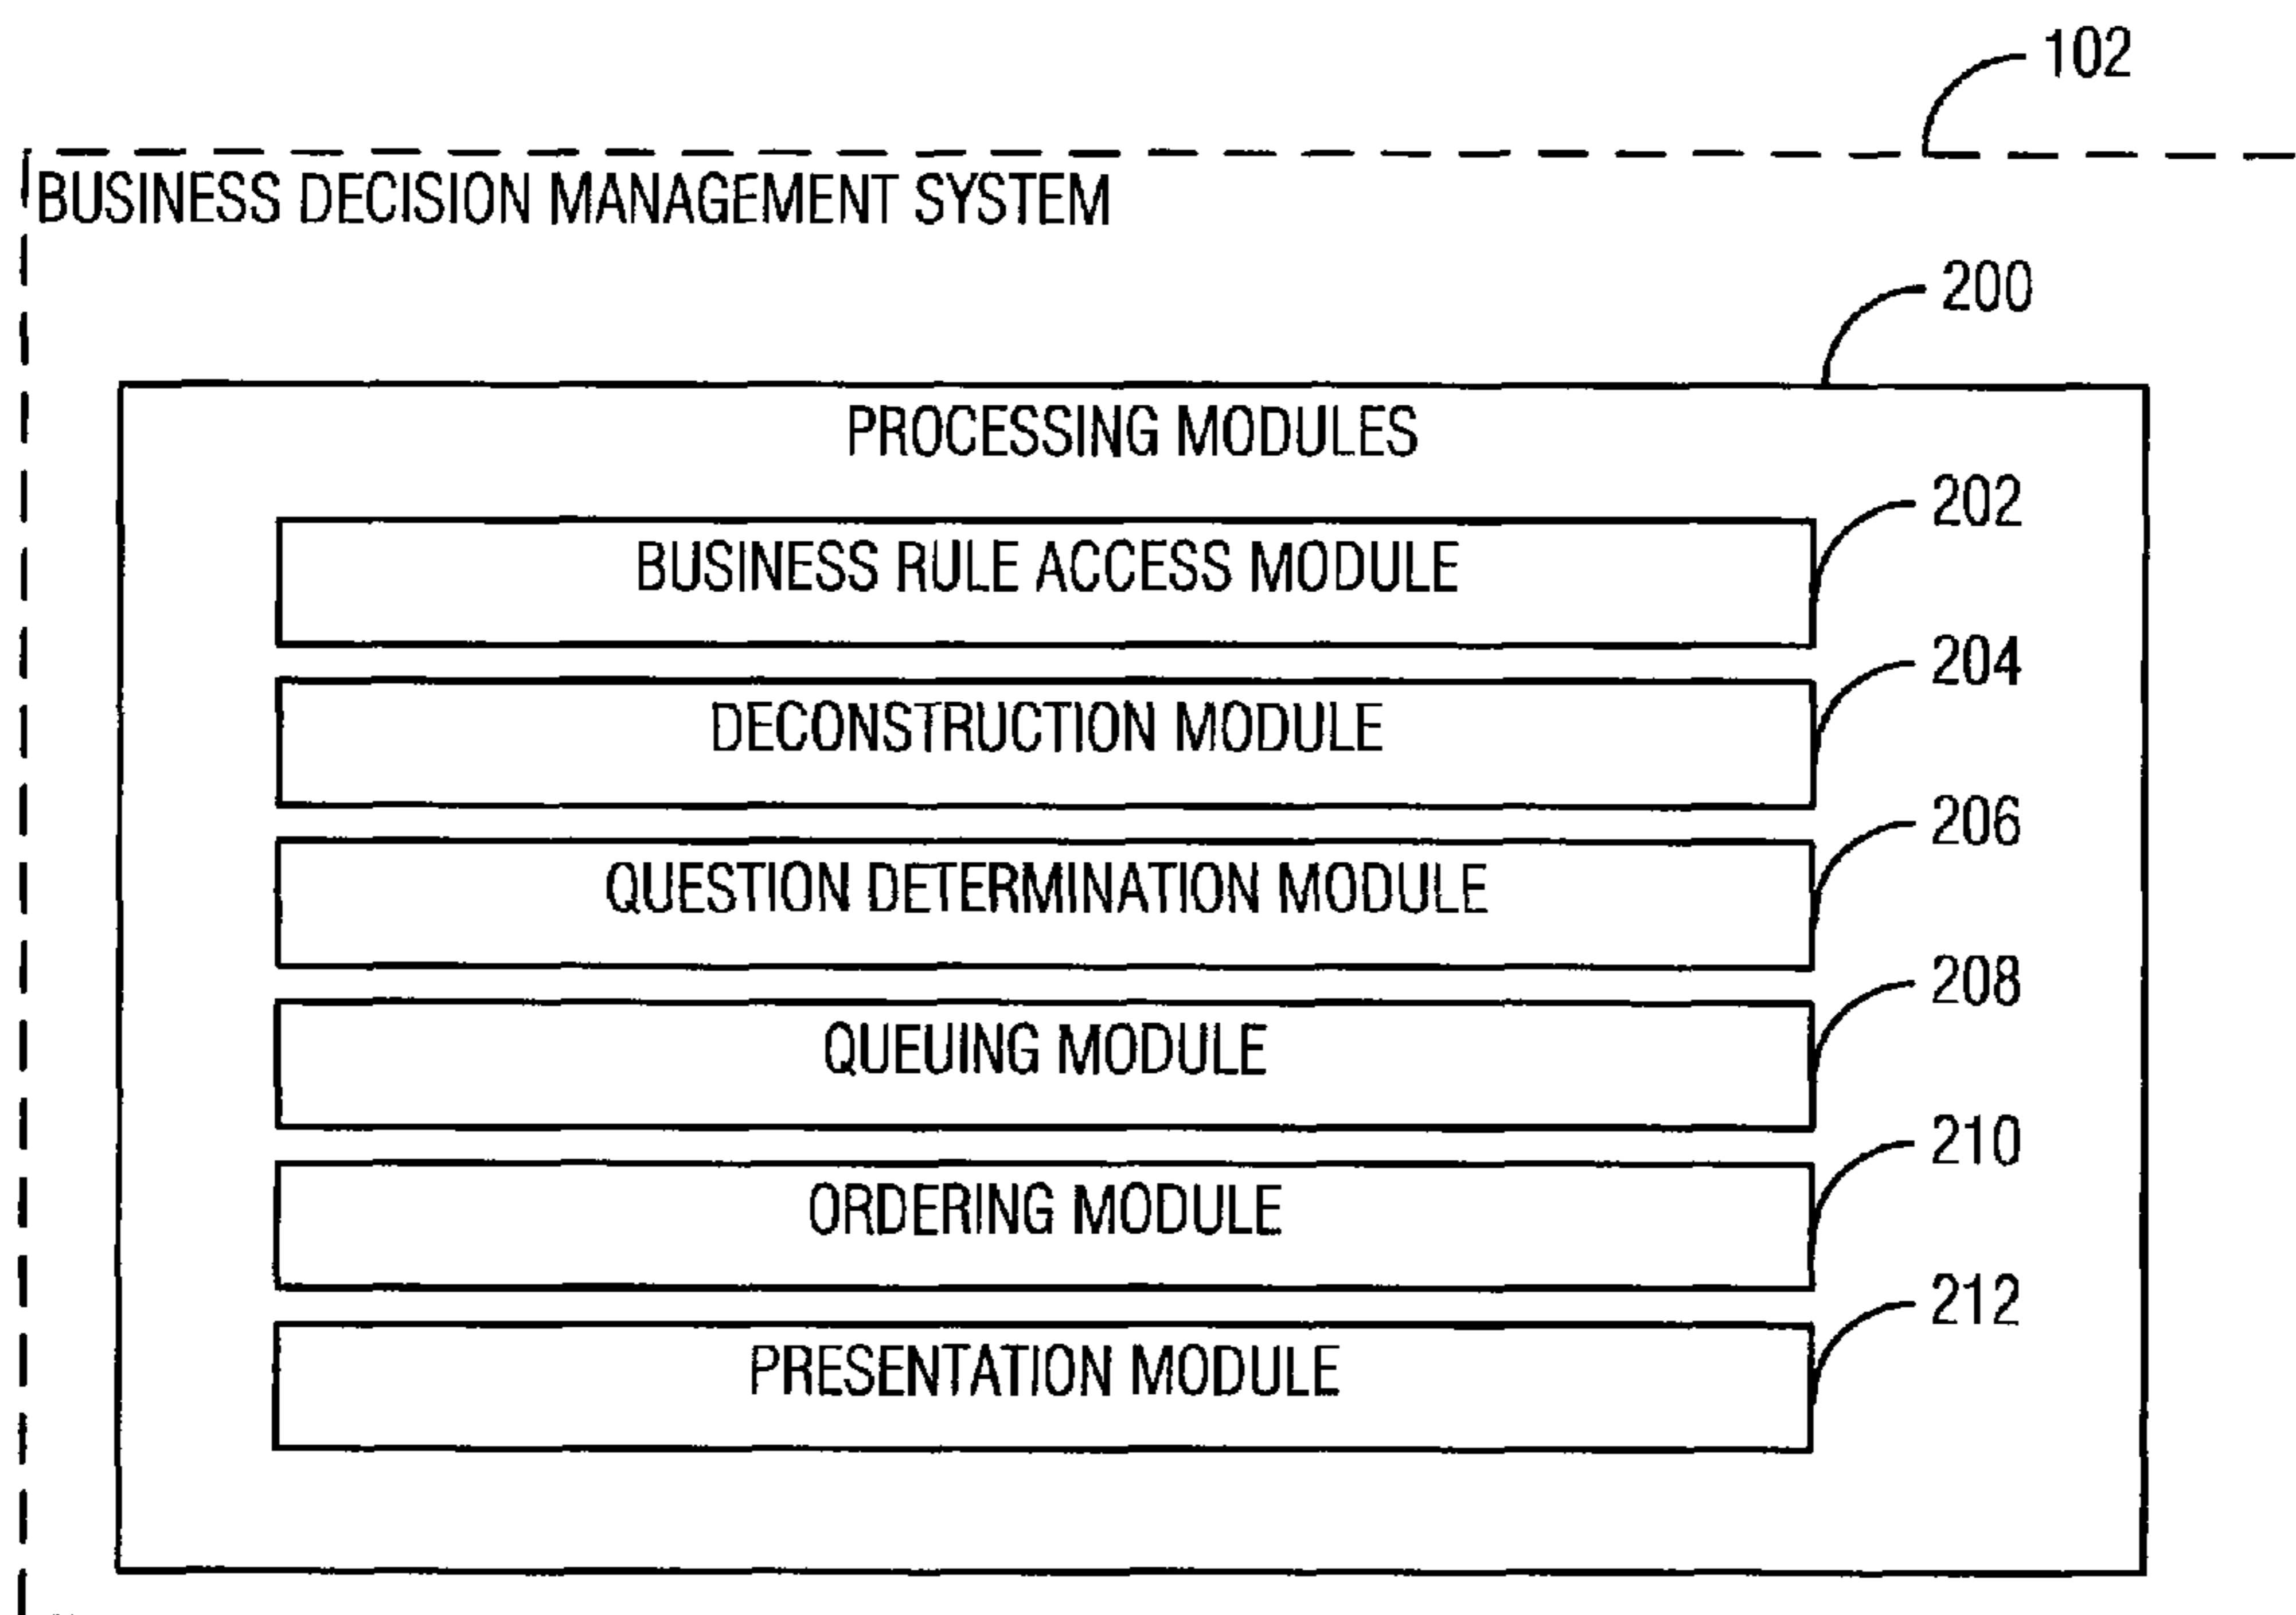 102
BUSINESS DECISION MANAGEMENT SYSTEM
200
PROCESSING MODULES
202
BUSINESS RULE ACCESS MODULE
204
DECONSTRUCTION MODULE
206
QUESTION DETERMINATION MODULE
208
QUEUING MODULE
210
ORDERING MODULE
212
PRESENTATION MODULE